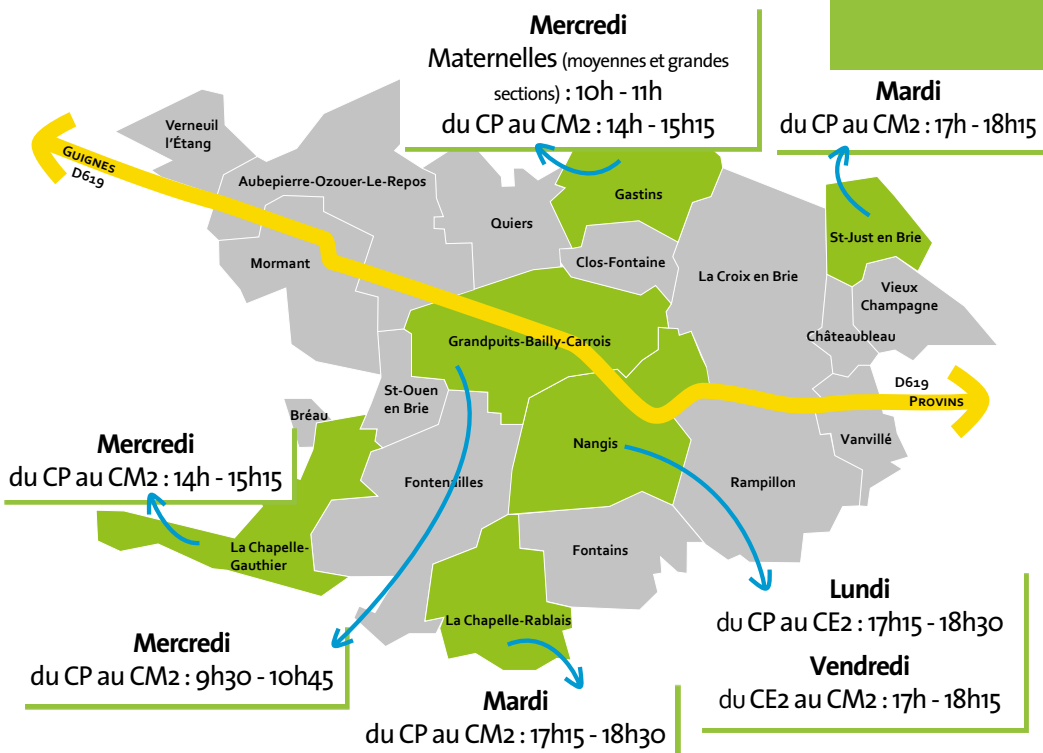 Mercredi
Maternelles (moyennes et grandes
sections) : 10h - 11h
du CP au CM2 : 14h - 15h15
Mardi
du CP au CM2 : 17h - 18h15
Verneuil
l'Étang
GUIGNES
D619
Aubepierre-Ozouer-Le-Repos
Gastins
Quiers
St-Just en Brie
Mormant
Clos-Fontaine
La Croix en Brie
Vieux
Champagne
Châteaubleau
Grandpuits-Bailly-Carrois
D619
PROVINS
St-Ouen
en Brie
Bréau
Nangis
Vanvillé
Mercredi
du CP au CM2 : 14h - 15h15
Fontenailles
Rampillon
La Chapelle-
Gauthier
Fontains
La Chapelle-Rablais
Lundi
du CP au CE2 : 17h15 - 18h30
Vendredi
du CE2 au CM2 : 17h - 18h15
Mercredi
du CP au CM2 : 9h30 - 10h45
Mardi
du CP au CM2 : 17h15 - 18h30